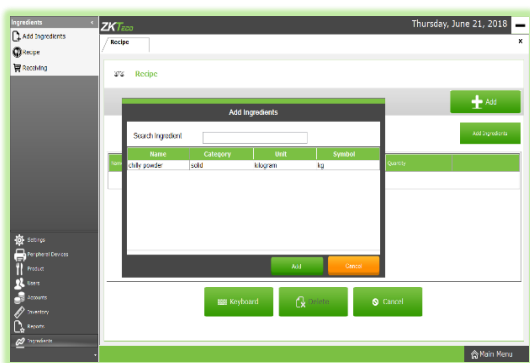 Ingredients
Add Ingredients
Recipe
Receiving
Settings
Peripheral Devices
Product
Users
Accounts
Inventory
Reports
Ingredients
ZKTeco
Thursday, June 21, 2018
Recipe
x
Recipe
Add
Add Ingredients
Quantity
Add Ingredients
Search Ingredient
Name Category Unit Symbol
chilly powder solid kilogram kg
Add Cancel
Keyboard Delete Cancel
Main Menu